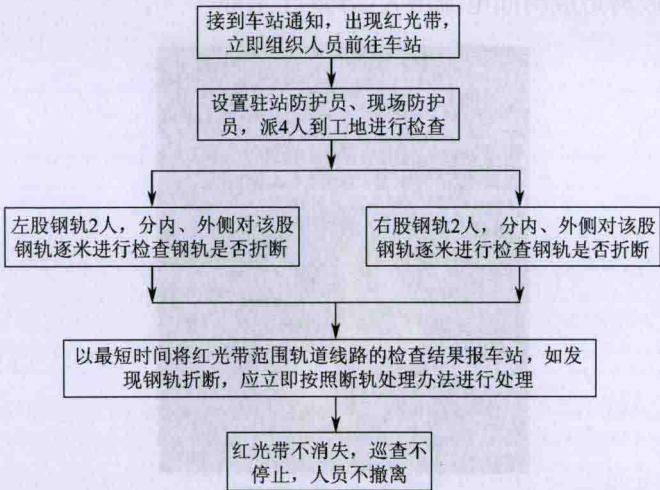 接到车站通知，出现红光带，
立即组织人员前往车站
设置驻站防护员、现场防护
员，派4人到工地进行检查
左股钢轨2人，分内、外侧对该股
钢轨逐米进行检查钢轨是否折断
右股钢轨2人，分内、外侧对该股
钢轨逐米进行检查钢轨是否折断
以最短时间将红光带范围轨道线路的检查结果报车站，如发
现钢轨折断，应立即按照断轨处理办法进行处理
红光带不消失，巡查不
停止，人员不撤离